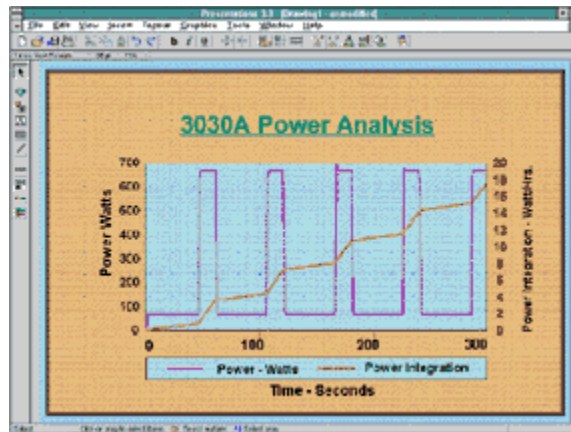 Presentations 3.0 - [Drawing1 - unmodified]
File Edit View Insert Format Graphics Tools Window Help
3030A Power Analysis
700 20
600 18
500 16
400 14
300 12
200 10
100 8
0 6
4
2
0
Power Watts
Power Integration - Watt/Hrs.
0 100 200 300
Power - Watts Power Integration
Time - Seconds